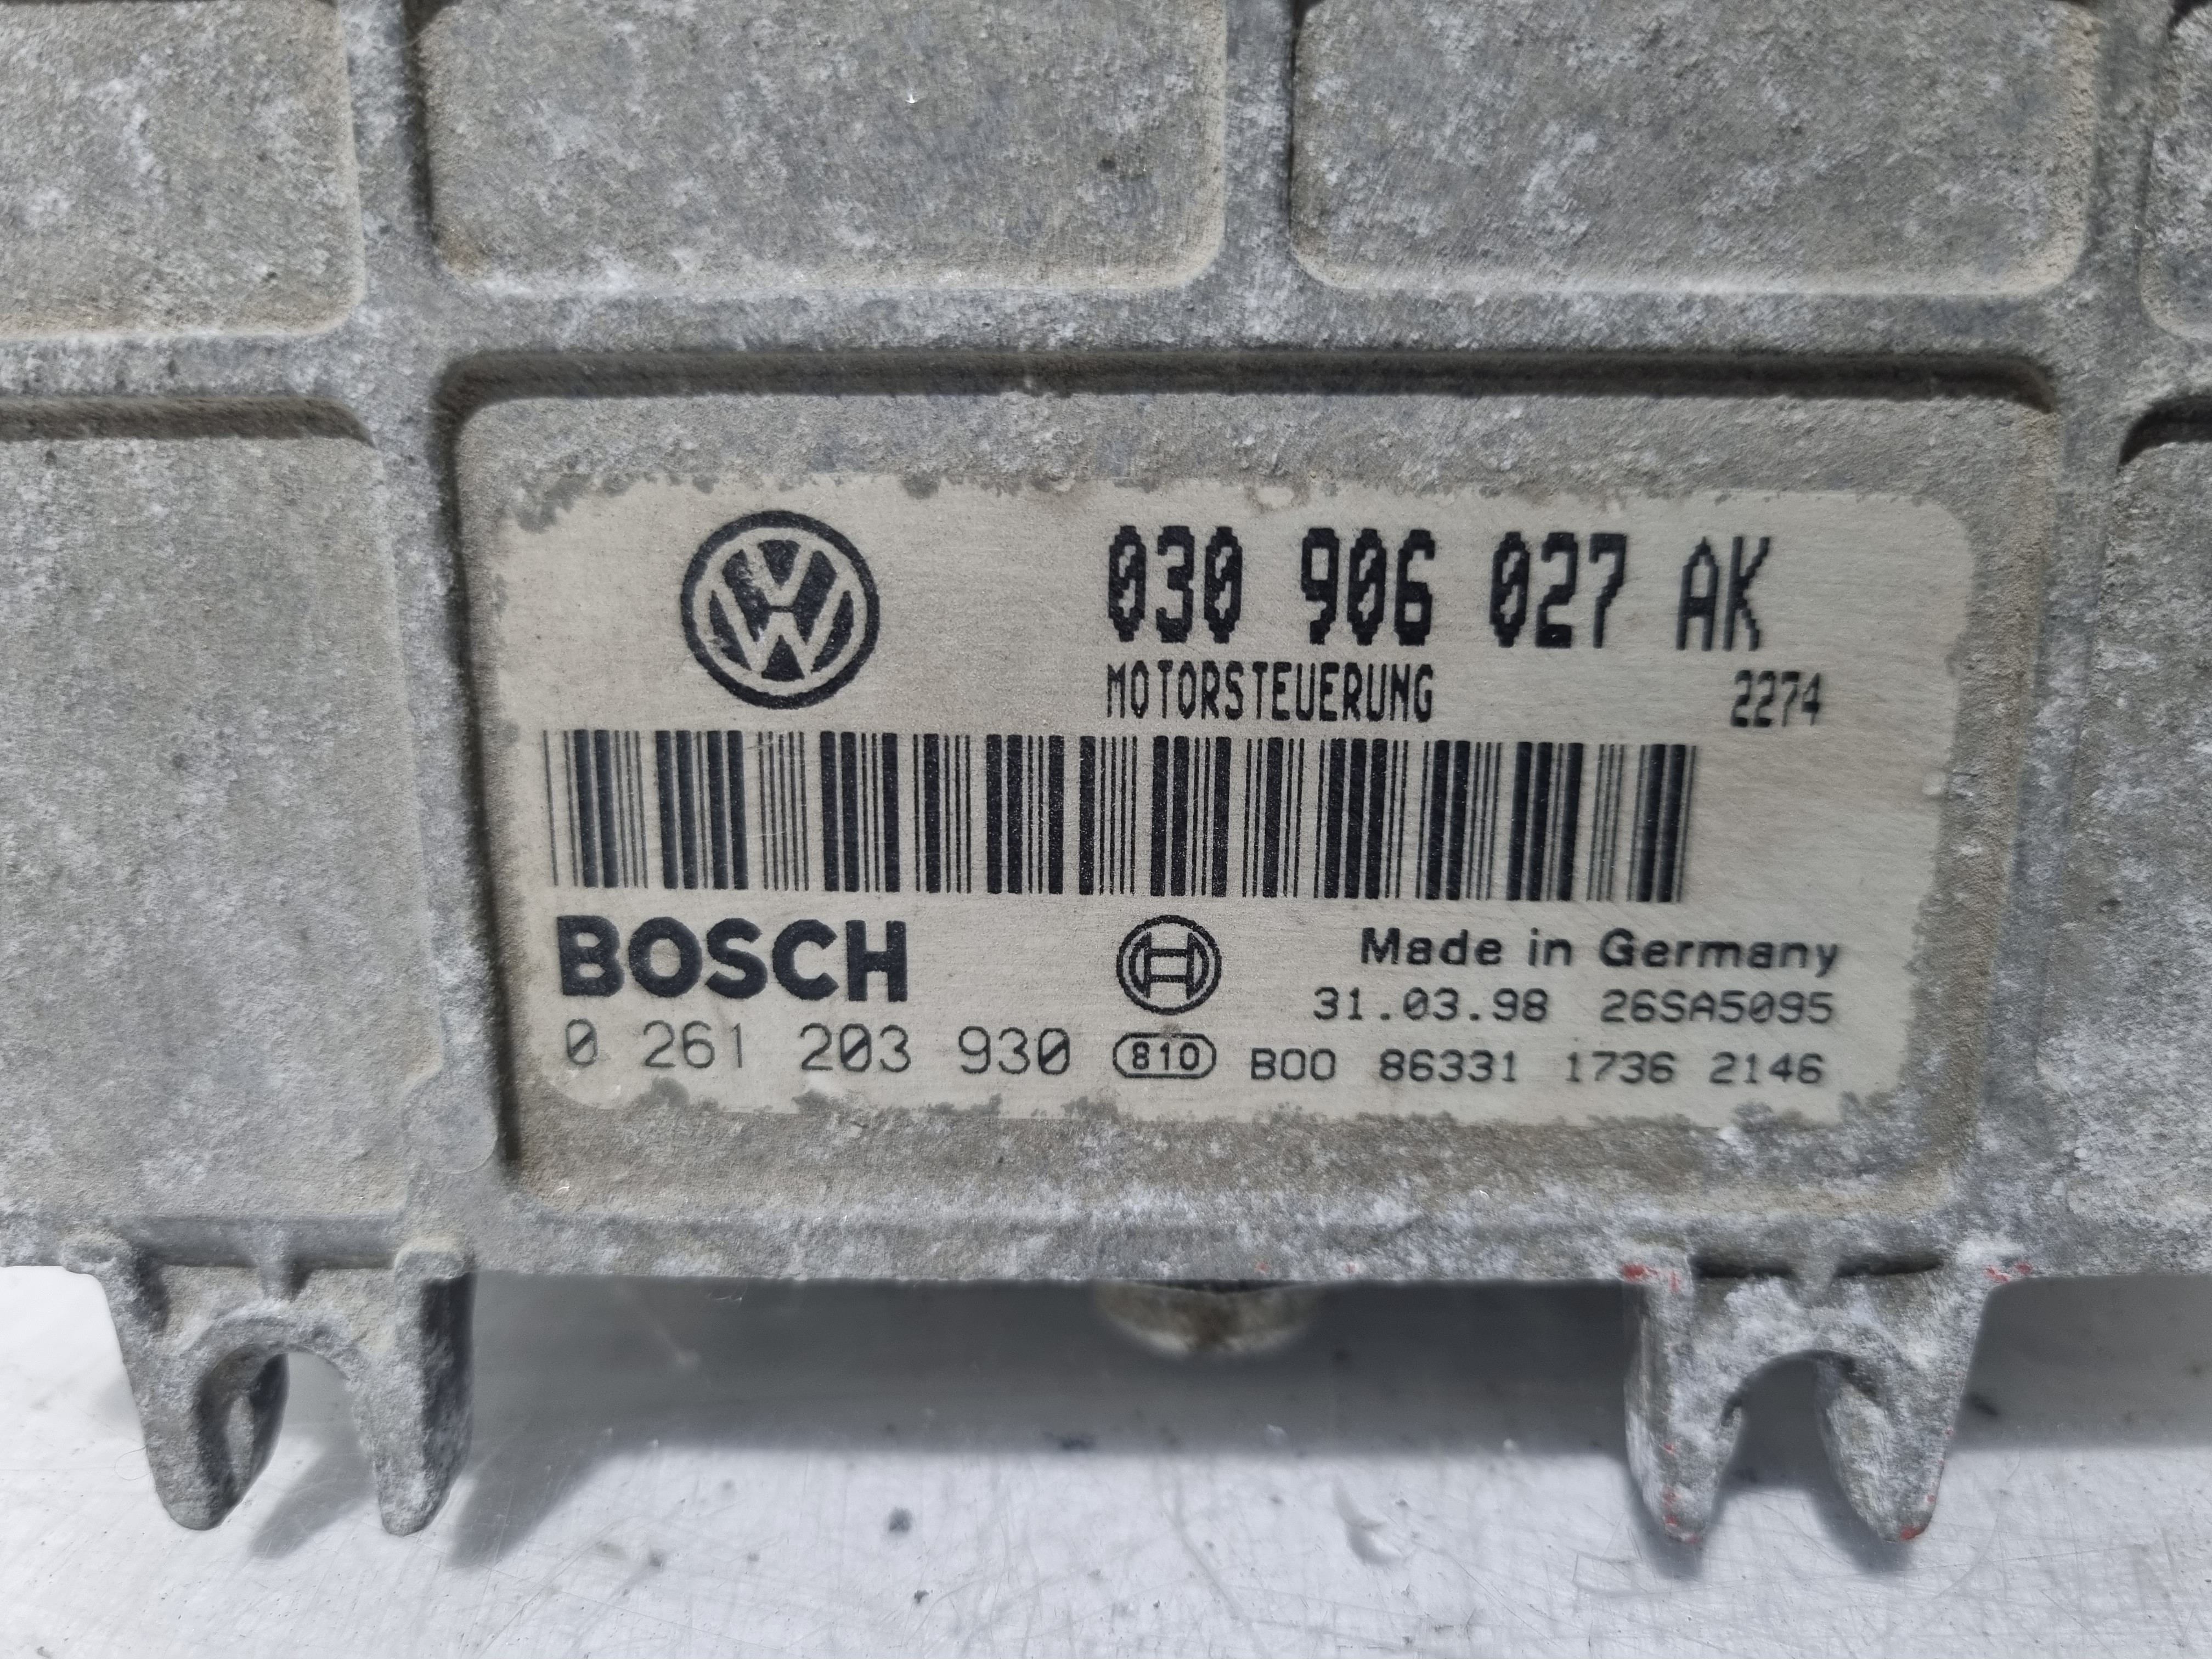 030 906 027 AK
MOTORSTEUERUNG 2274
BOSCH
Made in Germany
31.03.98 26SA5095
0 261 203 930 810 B00 86331 1736 2146